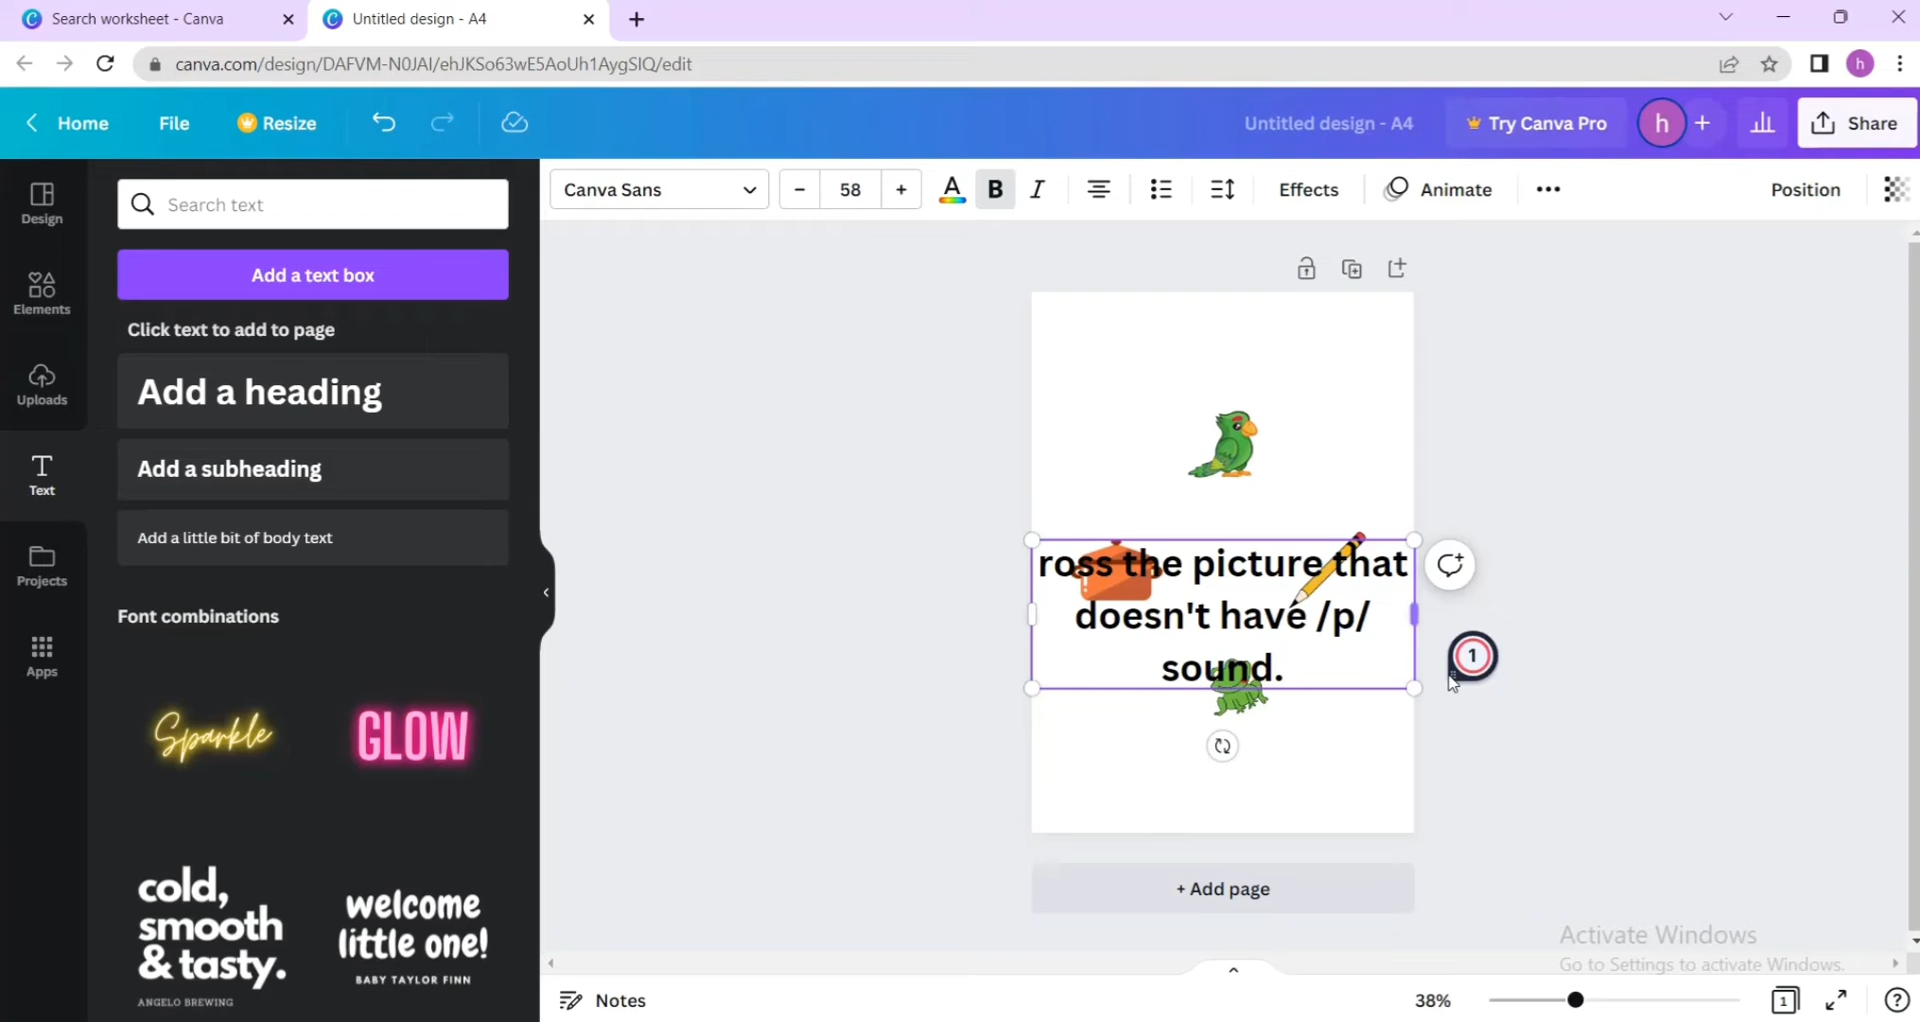 Search worksheet - Canva
Untitled design - A4
canva.com/design/DAFVM-N0JAI/ehJKSo63wE5AoUh1AygSIQ/edit
h
Home
File
Resize
Untitled design - A4
Try Canva Pro
h
Share
Design
Elements
Uploads
Text
Projects
Apps
Search text
Add a text box
Click text to add to page
Add a heading
Add a subheading
Add a little bit of body text
Font combinations
Sparkle
GLOW
cold,
smooth
& tasty.
ANGELO BREWING
welcome
little one!
BABY TAYLOR FINN
Canva Sans
58
A
B
I
Effects
Animate
Position
ross the picture that
doesn't have /p/
sound.
1
+ Add page
Activate Windows
Go to Settings to activate Windows.
Notes
38%
1
?